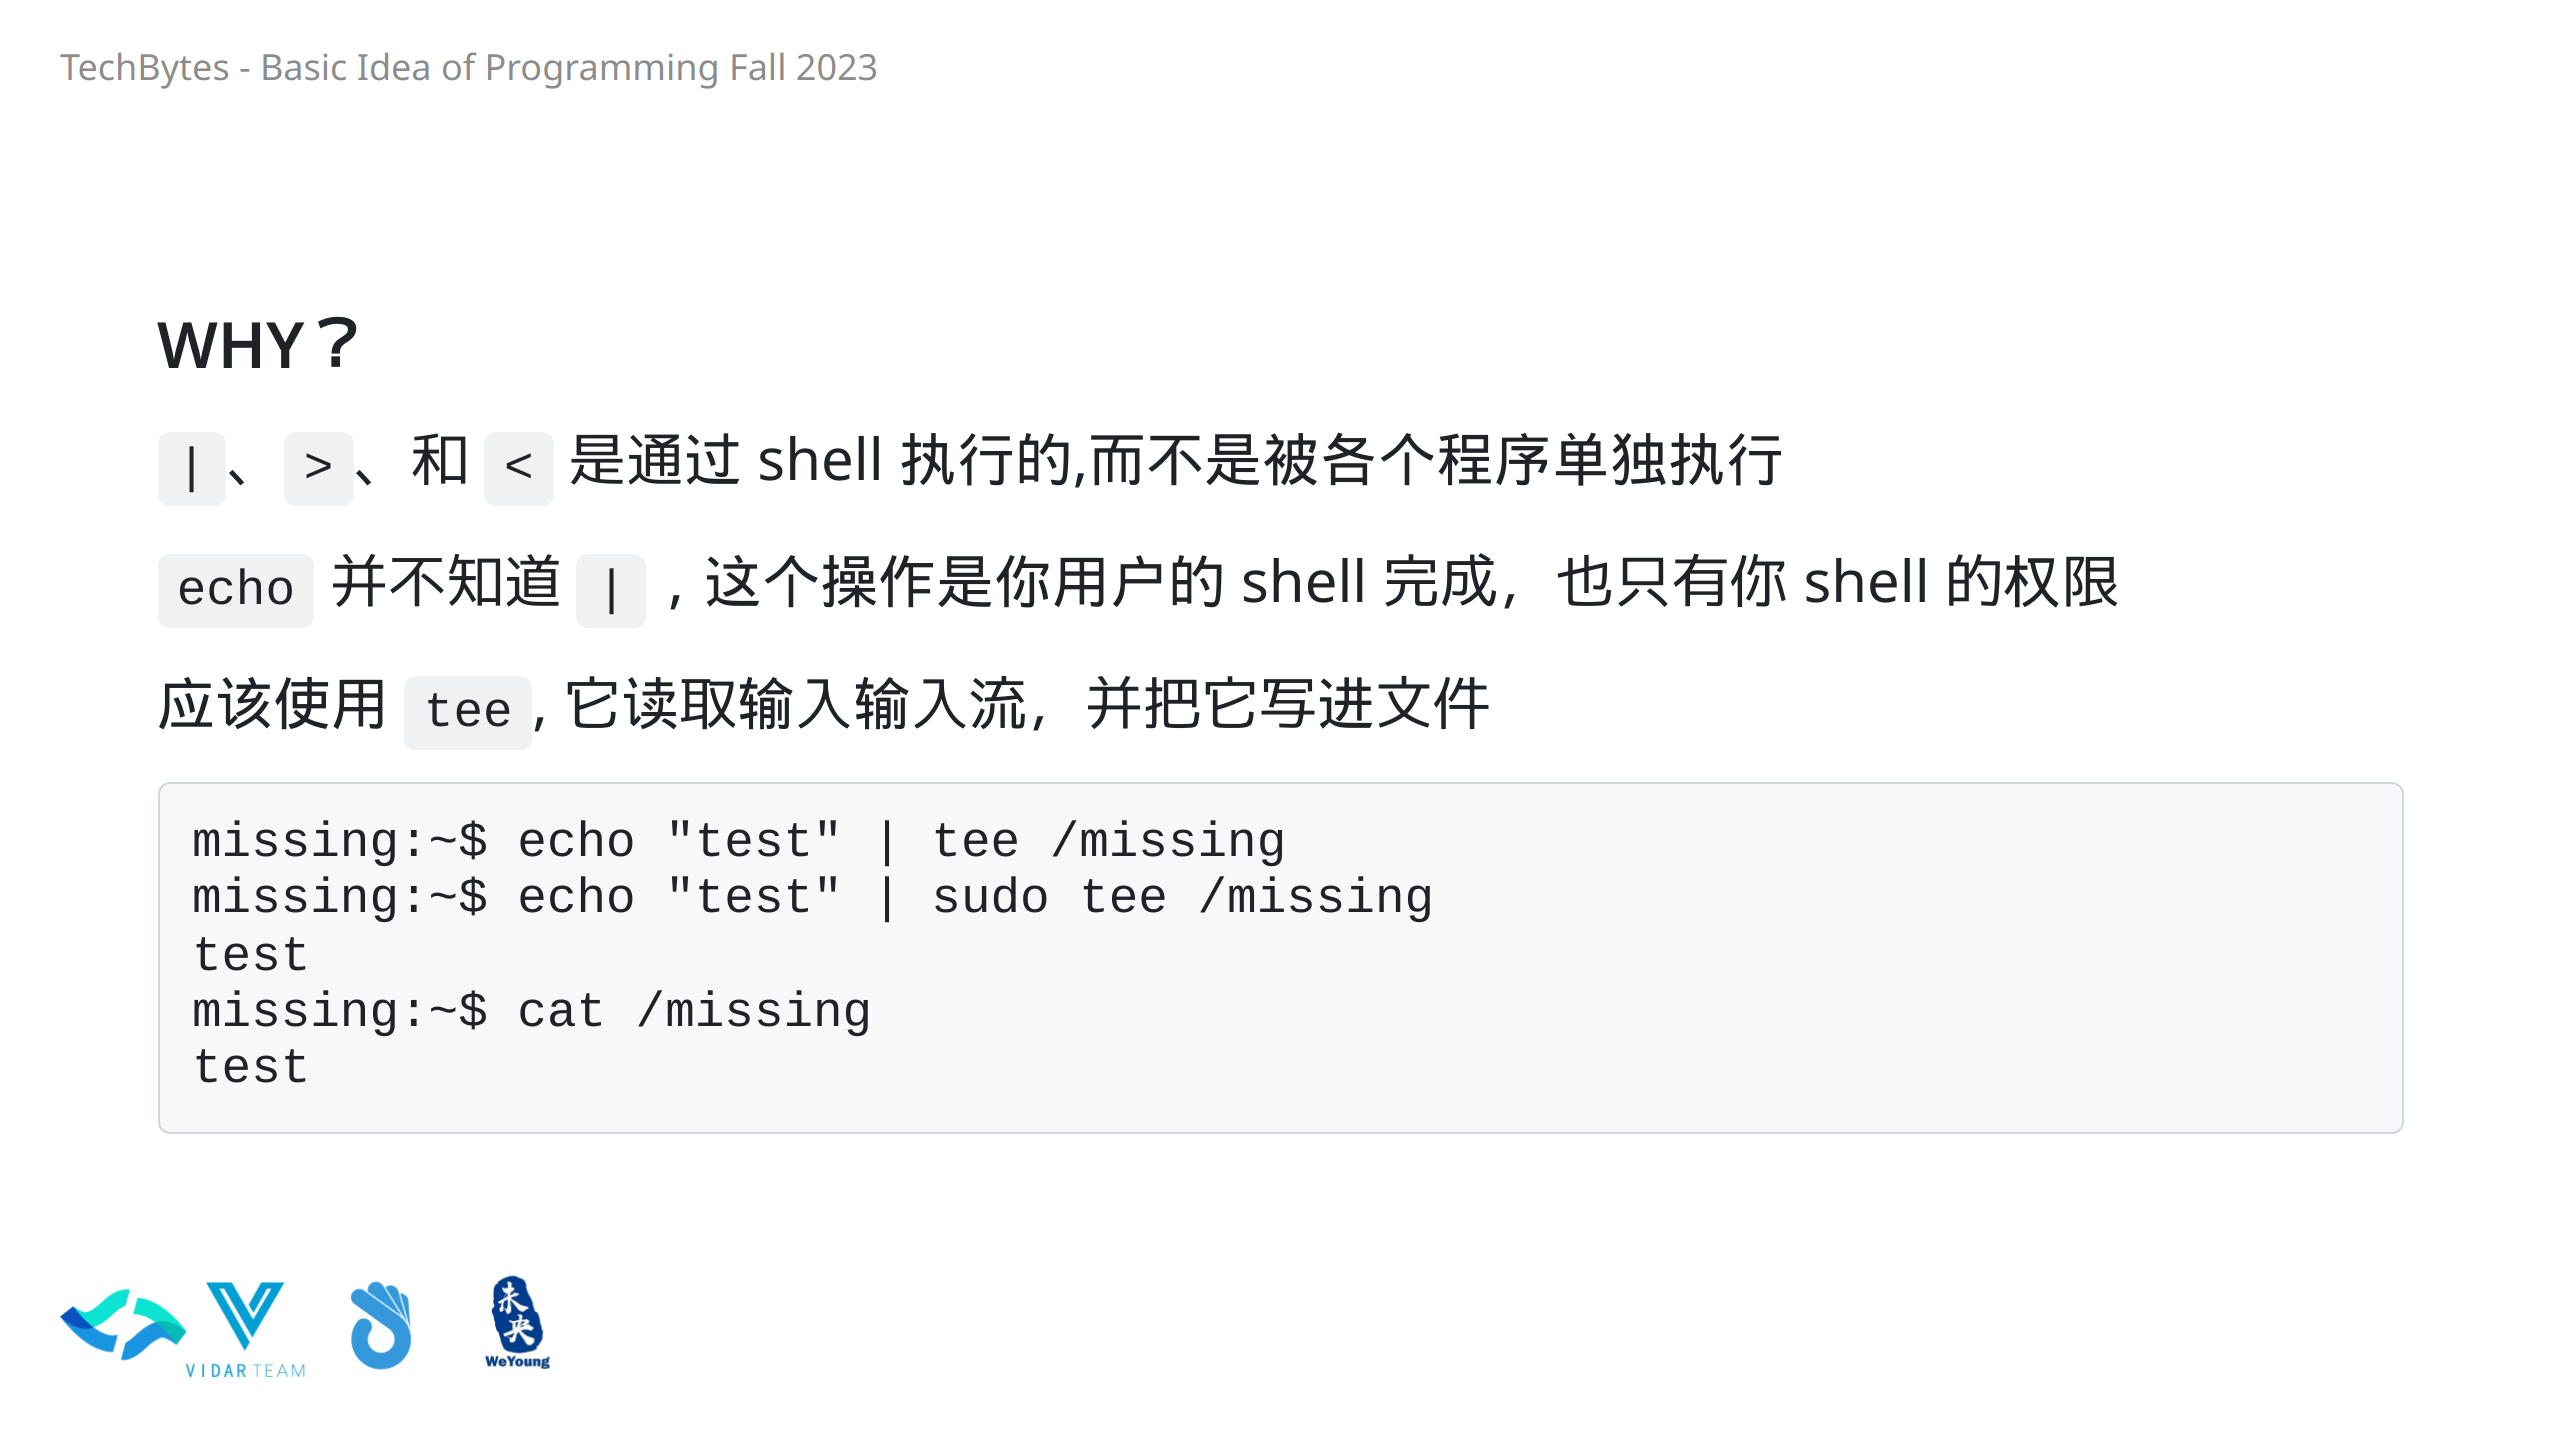 TechBytes - Basic Idea of Programming Fall 2023
WHY？
|、 >、和 < 是通过 shell 执行的,而不是被各个程序单独执行
echo 并不知道 | , 这个操作是你用户的 shell 完成，也只有你 shell 的权限
应该使用 tee, 它读取输入输入流，并把它写进文件
missing:~$ echo "test" | tee /missing
missing:~$ echo "test" | sudo tee /missing
test
missing:~$ cat /missing
test
VIDAR TEAM
未央
WeYoung